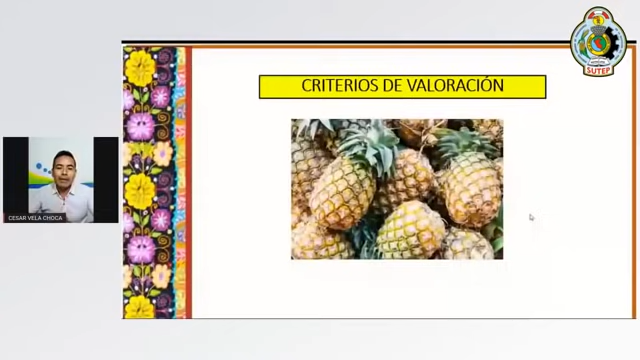 SUTEP
CRITERIOS DE VALORACIÓN
CESAR VELA CHOCA